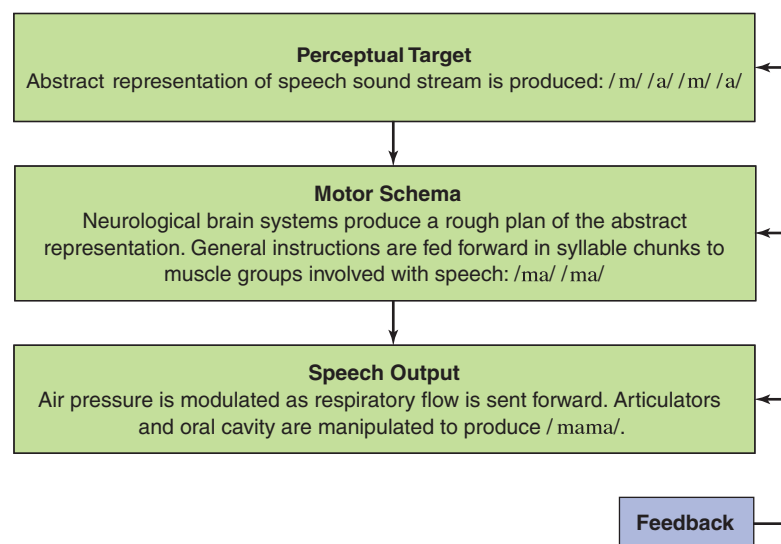 Perceptual Target
Abstract representation of speech sound stream is produced: /m/ /a/ /m/ /a/
Motor Schema
Neurological brain systems produce a rough plan of the abstract
representation. General instructions are fed forward in syllable chunks to
muscle groups involved with speech: /ma/ /ma/
Speech Output
Air pressure is modulated as respiratory flow is sent forward. Articulators
and oral cavity are manipulated to produce /mama/.
Feedback